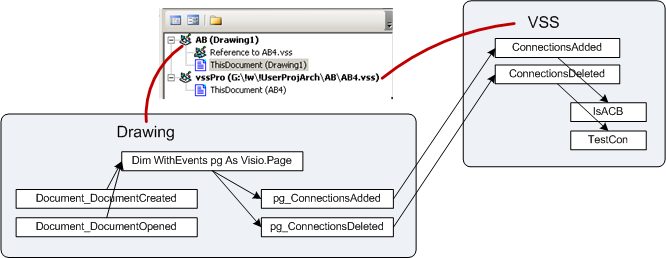 AB (Drawing1)
Reference to AB4.vss
ThisDocument (Drawing1)
vssPro (G:\!w\!UserProjArch\AB\AB4.vss)
ThisDocument (AB4)
VSS
ConnectionsAdded
ConnectionsDeleted
IsACB
TestCon
Drawing
Dim WithEvents pg As Visio.Page
Document_DocumentCreated
Document_DocumentOpened
pg_ConnectionsAdded
pg_ConnectionsDeleted